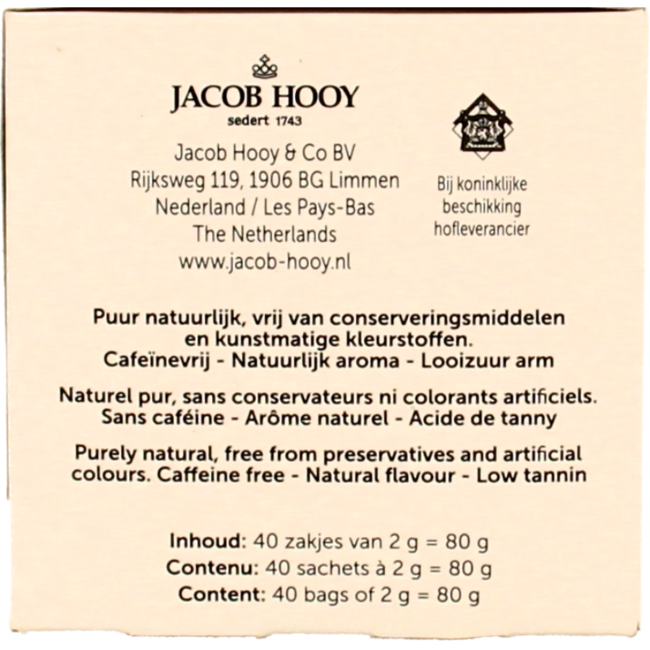 JACOB HOOY
sedert 1743
Jacob Hooy & Co BV
Rijksweg 119, 1906 BG Limmen
Nederland / Les Pays-Bas
The Netherlands
www.jacob-hooy.nl
Bij koninklijke
beschikking
hofleverancier
Puur natuurlijk, vrij van conserveringsmiddelen
en kunstmatige kleurstoffen.
Cafeïnevrij - Natuurlijk aroma - Looizuur arm
Naturel pur, sans conservateurs ni colorants artificiels.
Sans caféine - Arôme naturel - Acide de tanny
Purely natural, free from preservatives and artificial
colours. Caffeine free - Natural flavour - Low tannin
Inhoud: 40 zakjes van 2 g = 80 g
Contenu: 40 sachets à 2 g = 80 g
Content: 40 bags of 2 g = 80 g